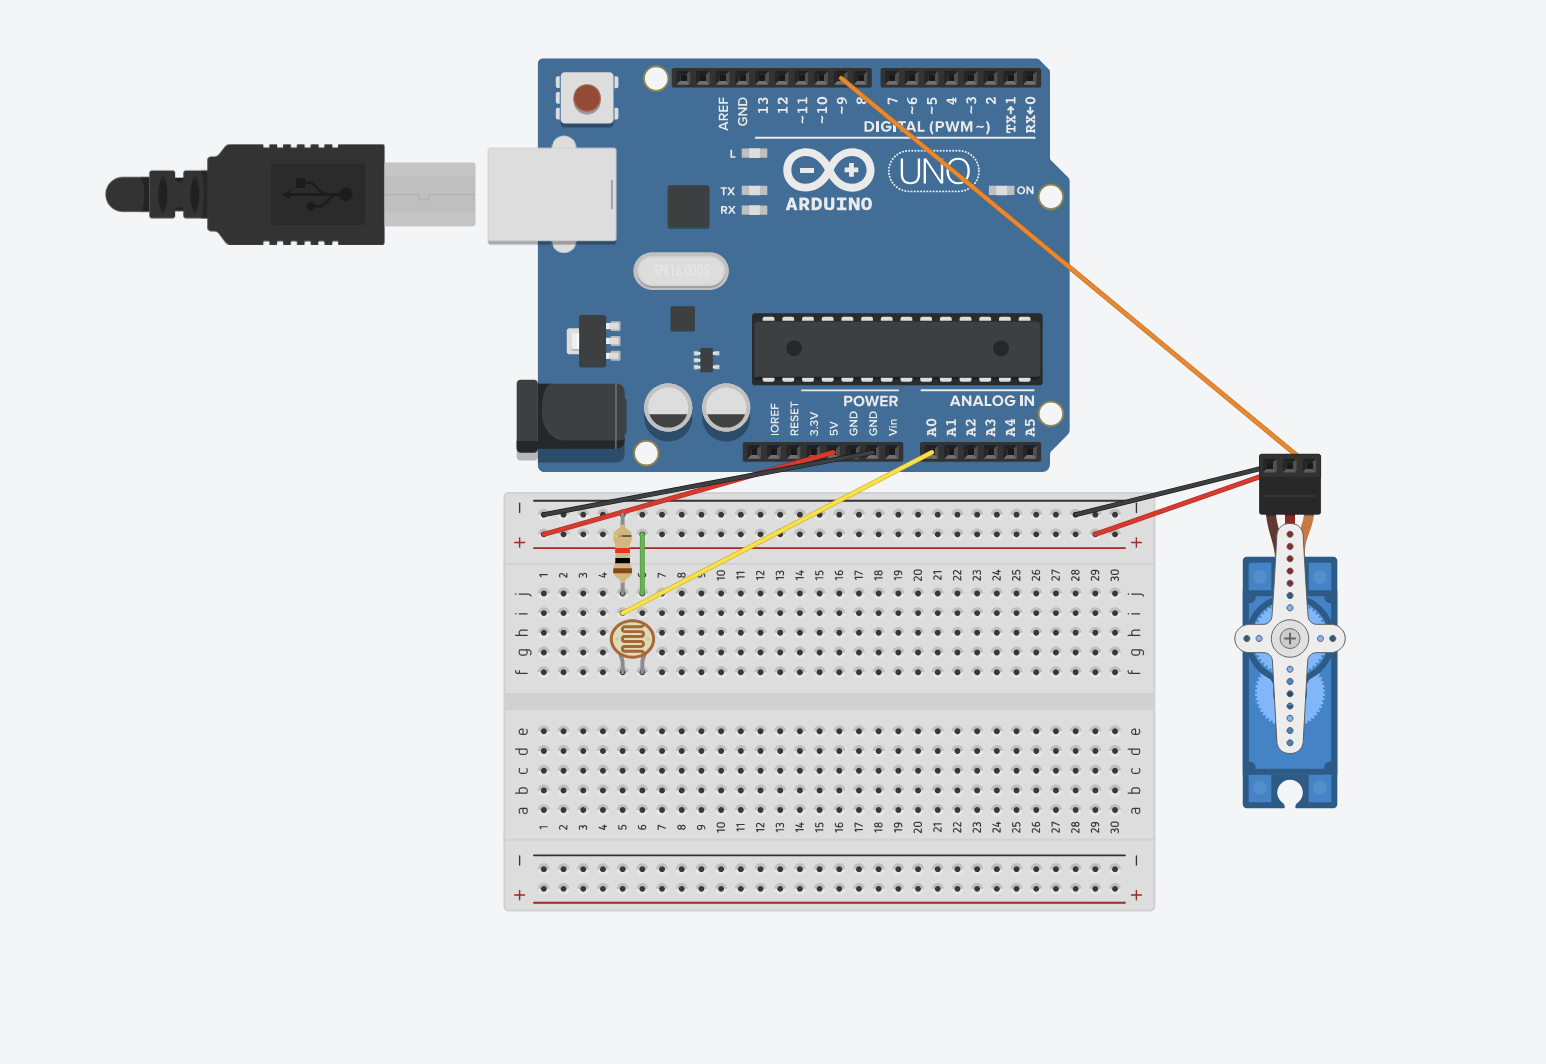 AREF
GND
13
12
~11
~10
~9
8
7
~6
~5
4
~3
2
TX→1
RX←0
DIGITAL (PWM~)
L
TX
RX
ARDUINO
UNO
ON
SPK16.000G
POWER
ANALOG IN
IOREF
RESET
3.3V
5V
GND
GND
Vin
A0
A1
A2
A3
A4
A5
− −
+ +
1 2 3 4 6 7 8 9 10 11 12 13 14 15 16 17 18 19 20 21 22 23 24 25 26 27 28 29 30
j j
i i
h h
g g
f f
e e
d d
c c
b b
a a
1 2 3 4 5 6 7 8 9 10 11 12 13 14 15 16 17 18 19 20 21 22 23 24 25 26 27 28 29 30
− −
+ +